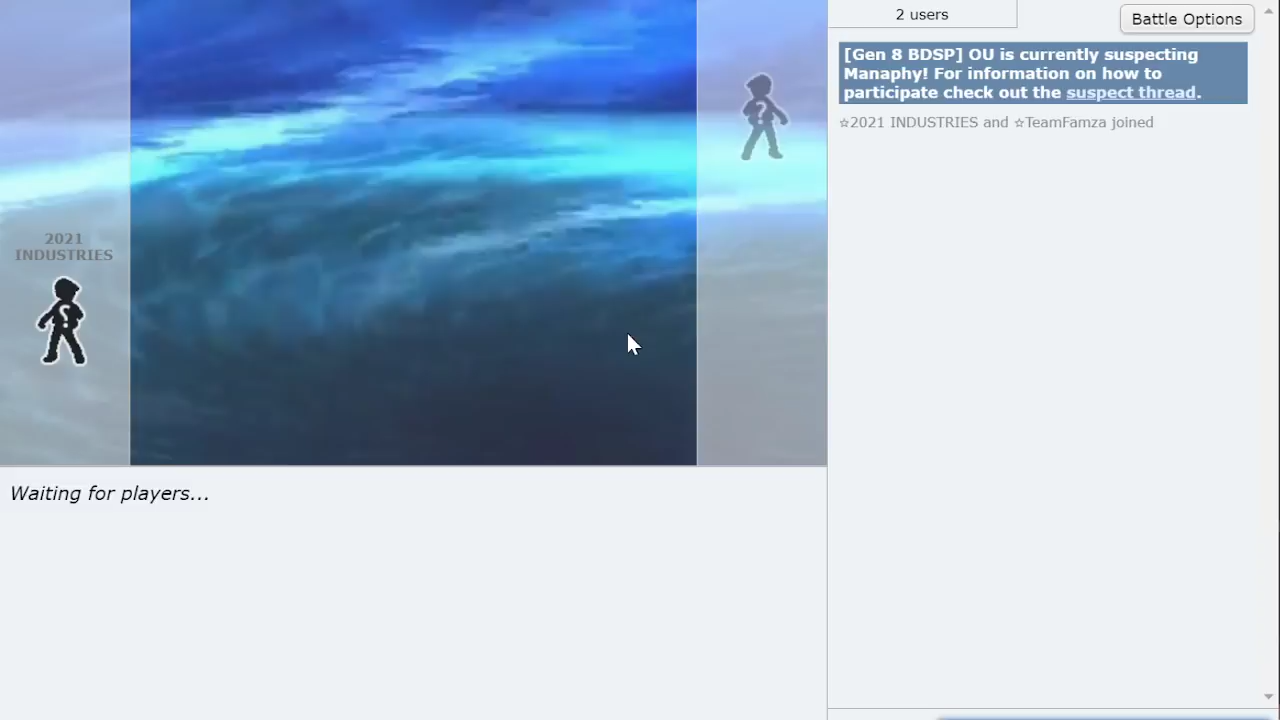 2 users
Battle Options
[Gen 8 BDSP] OU is currently suspecting
Manaphy! For information on how to
participate check out the suspect thread.
☆2021 INDUSTRIES and ☆TeamFamza joined
2021
INDUSTRIES
Waiting for players...